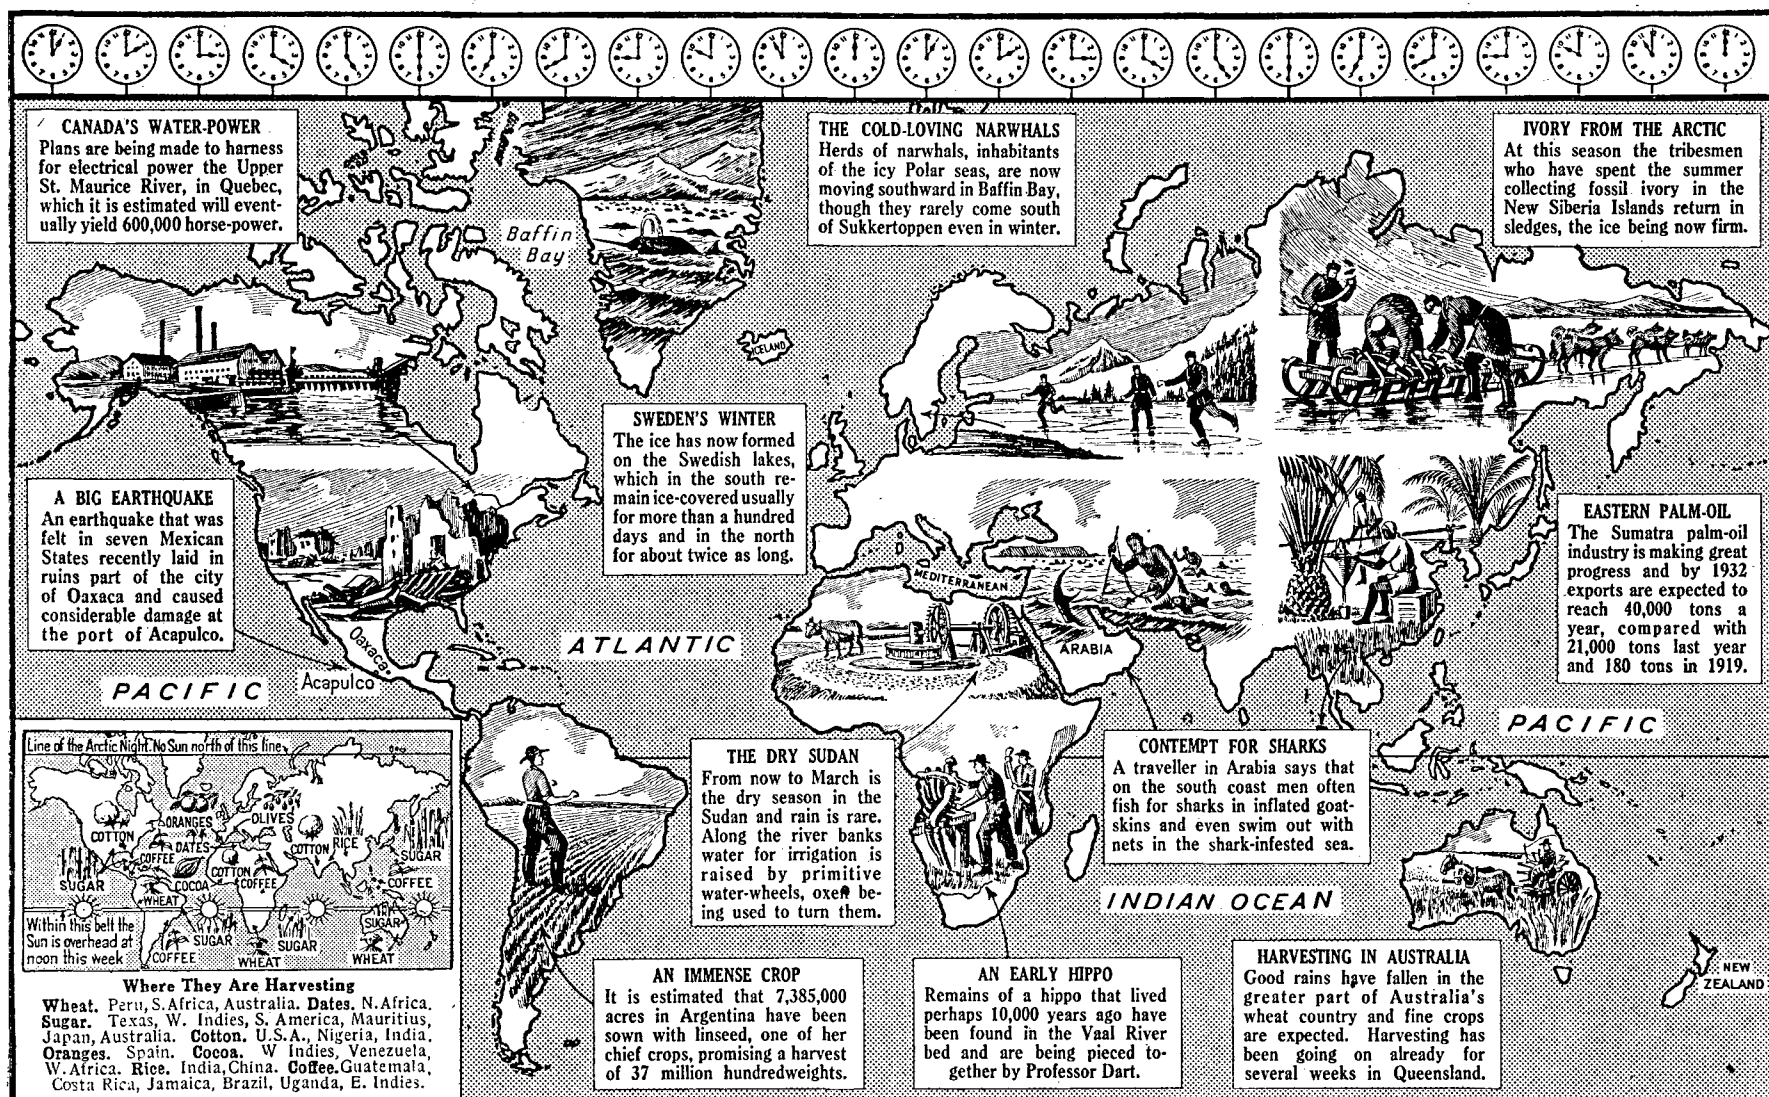 CANADA'S WATER-POWER
Plans are being made to harness
for electrical power the Upper
St. Maurice River, in Quebec,
which it is estimated will event-
ually yield 600,000 horse-power.
THE COLD-LOVING NARWHALS
Herds of narwhals, inhabitants
of the icy Polar seas, are now
moving southward in Baffin Bay,
though they rarely come south
of Sukkertoppen even in winter.
IVORY FROM THE ARCTIC
At this season the tribesmen
who have spent the summer
collecting fossil ivory in the
New Siberia Islands return in
sledges, the ice being now firm.
Baffin
Bay
ICELAND
SWEDEN'S WINTER
The ice has now formed
on the Swedish lakes,
which in the south re-
main ice-covered usually
for more than a hundred
days and in the north
for about twice as long.
A BIG EARTHQUAKE
An earthquake that was
felt in seven Mexican
States recently laid in
ruins part of the city
of Oaxaca and caused
considerable damage at
the port of Acapulco.
EASTERN PALM-OIL
The Sumatra palm-oil
industry is making great
progress and by 1932
exports are expected to
reach 40,000 tons a
year, compared with
21,000 tons last year
and 180 tons in 1919.
MEDITERRANEAN
ATLANTIC
ARABIA
Oaxaca
Acapulco
PACIFIC
PACIFIC
THE DRY SUDAN
From now to March is
the dry season in the
Sudan and rain is rare.
Along the river banks
water for irrigation is
raised by primitive
water-wheels, oxen be-
ing used to turn them.
CONTEMPT FOR SHARKS
A traveller in Arabia says that
on the south coast men often
fish for sharks in inflated goat-
skins and even swim out with
nets in the shark-infested sea.
INDIAN OCEAN
Line of the Arctic Night. No Sun north of this line
COTTON
ORANGES
OLIVES
COTTON
RICE
SUGAR
COFFEE
DATES
SUGAR
COCOA
COTTON
COFFEE
COFFEE
WHEAT
Within this belt the
Sun is overhead at
noon this week
SUGAR
SUGAR
SUGAR
COFFEE
WHEAT
WHEAT
Where They Are Harvesting
Wheat. Peru, S. Africa, Australia. Dates. N. Africa.
Sugar. Texas, W. Indies, S. America, Mauritius,
Japan, Australia. Cotton. U.S.A., Nigeria, India.
Oranges. Spain. Cocoa. W Indies, Venezuela,
W. Africa. Rice. India, China. Coffee. Guatemala,
Costa Rica, Jamaica, Brazil, Uganda, E. Indies.
AN IMMENSE CROP
It is estimated that 7,385,000
acres in Argentina have been
sown with linseed, one of her
chief crops, promising a harvest
of 37 million hundredweights.
AN EARLY HIPPO
Remains of a hippo that lived
perhaps 10,000 years ago have
been found in the Vaal River
bed and are being pieced to-
gether by Professor Dart.
HARVESTING IN AUSTRALIA
Good rains have fallen in the
greater part of Australia's
wheat country and fine crops
are expected. Harvesting has
been going on already for
several weeks in Queensland.
NEW
ZEALAND